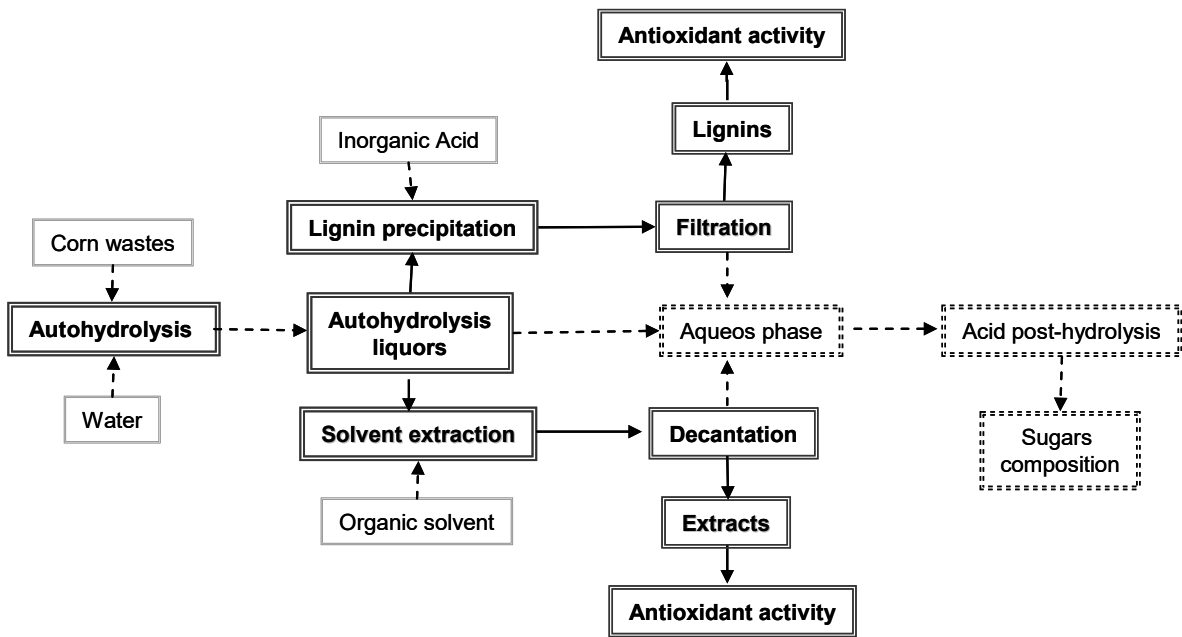 Antioxidant activity
Lignins
Inorganic Acid
Lignin precipitation
Filtration
Corn wastes
Autohydrolysis
Autohydrolysis
liquors
Aqueos phase
Acid post-hydrolysis
Water
Solvent extraction
Decantation
Sugars
composition
Organic solvent
Extracts
Antioxidant activity